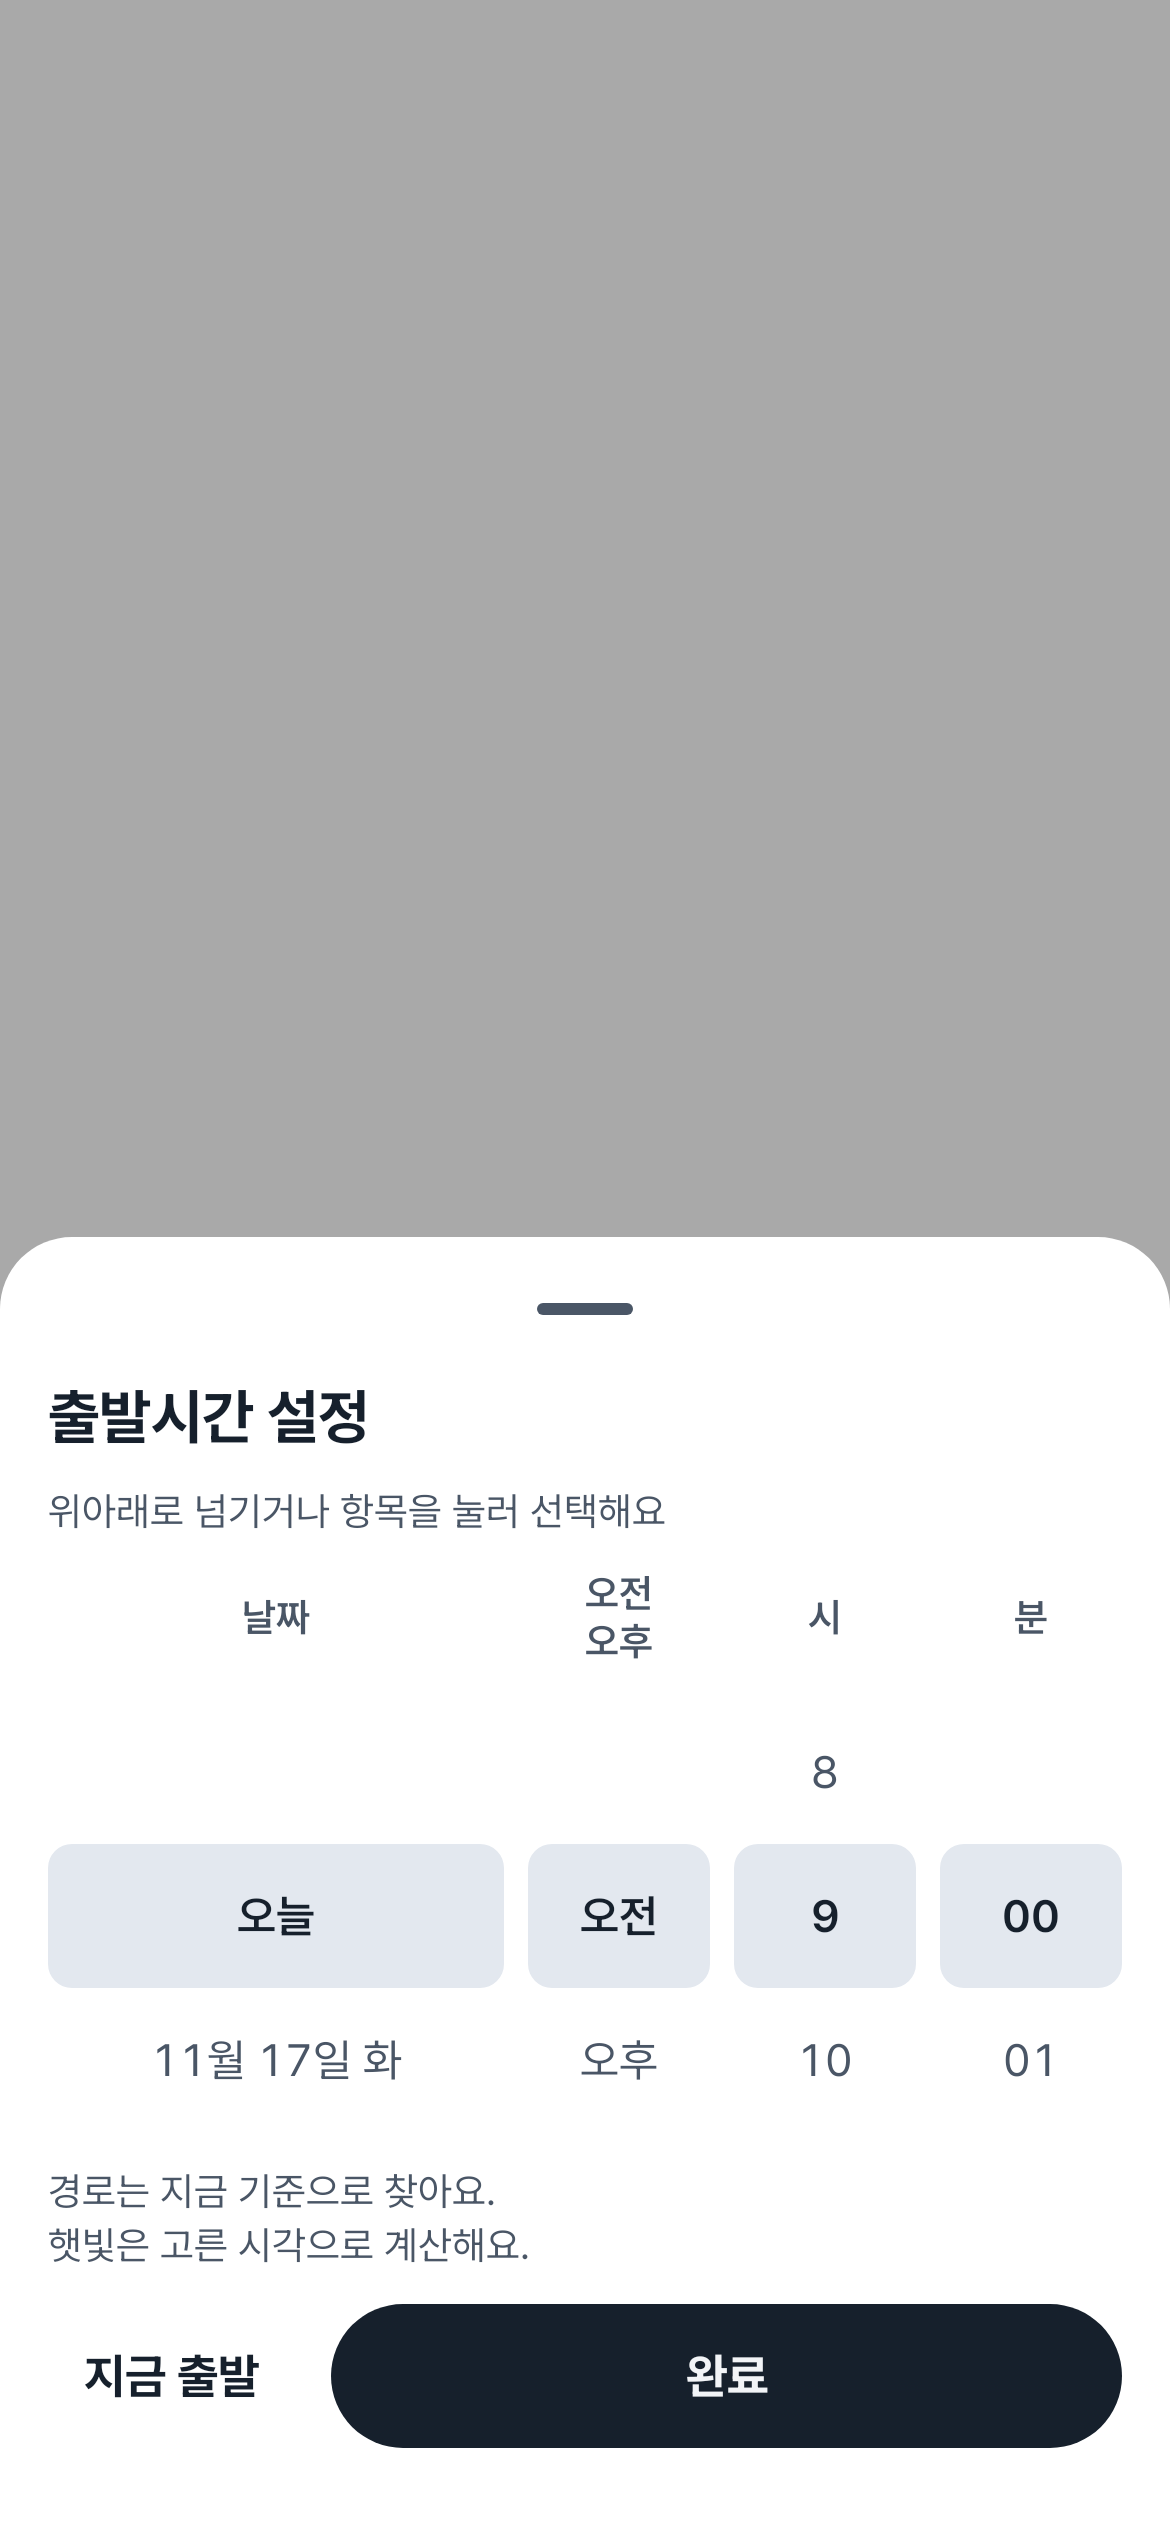 출발시간 설정
위아래로 넘기거나 항목을 눌러 선택해요
날짜 오전 오후 시 분
8
오늘 오전 9 00
11월 17일 화 오후 10 01
경로는 지금 기준으로 찾아요.
햇빛은 고른 시각으로 계산해요.
지금 출발 완료